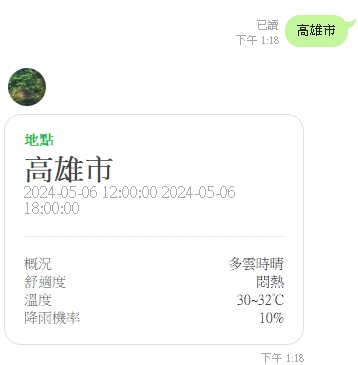 已讀
下午 1:18
高雄市
地點
高雄市
2024-05-06 12:00:00 2024-05-06
18:00:00
概況 多雲時晴
舒適度 悶熱
溫度 30~32℃
降雨機率 10%
下午 1:18